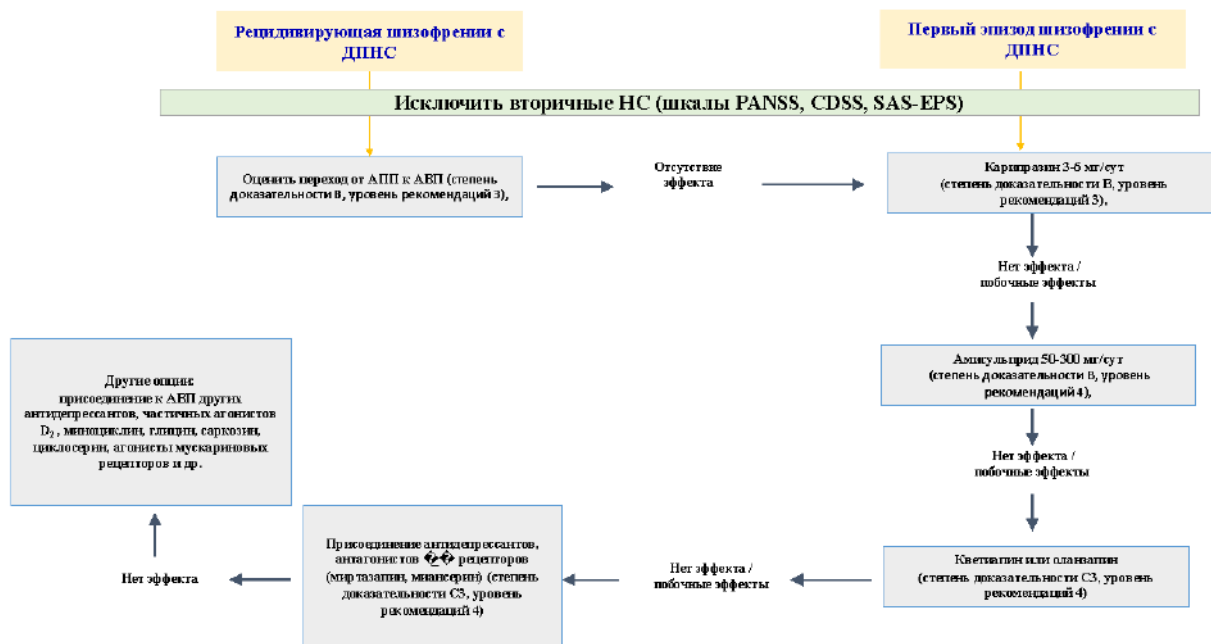 Рецидивирующая шизофрении с
ДПНС
Первый эпизод шизофрении с
ДПНС
Исключить вторичные НС (шкалы PANSS, CDSS, SAS-EPS)
Оценить переход от АПП к АВП (степень
доказательности B, уровень рекомендаций 3),
Отсутствие
эффекта
Карипразин 3-6 мг/сут
(степень доказательности B, уровень
рекомендаций 3),
Нет эффекта /
побочные эффекты
Амисульприд 50-300 мг/сут
(степень доказательности B, уровень
рекомендаций 4),
Нет эффекта /
побочные эффекты
Кветиапин или оланзапин
(степень доказательности C3, уровень
рекомендаций 4)
Нет эффекта /
побочные эффекты
Присоединение антидепрессантов,
антагонистов �� рецепторов
(миртазапин, миансерин) (степень
доказательности C3, уровень
рекомендаций 4)
Нет эффекта
Другие опции:
присоединение к АВП других
антидепрессантов, частичных агонистов
D₂, миноциклин, глицин, саркозин,
циклосерин, агонисты мускариновых
рецепторов и др.